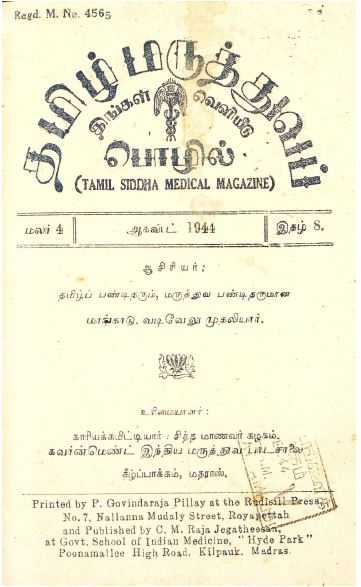 Regd. M. No. 4565
தமிழ் மருத்துவப்
திங்கள் வெளியீடு
பொழில்
(TAMIL SIDDHA MEDICAL MAGAZINE)
மலர் 4 ஆகஸ்ட் 1944 இதழ் 8.
ஆசிரியர்:
தமிழ்ப் பண்டிதரும், மருத்துவ பண்டிதருமான
மாங்காடு. வடிவேலு முதலியார்.
உரிமையாளர்:
காரியக்கமிட்டியார்: சித்த மாணவர் கழகம்.
கவர்ன்மெண்ட் இந்திய மருத்துவ பாடசாலை
கீழ்ப்பாக்கம், மதராஸ்.
Printed by P. Govindaraja Pillay at the Rudisill Press,
No. 7, Nallanna Mudaly Street, Royapettah
and Published by C. M. Raja Jegatheesan,
at Govt. School of Indian Medicine, "Hyde Park"
Poonamallee High Road, Kilpauk. Madras.